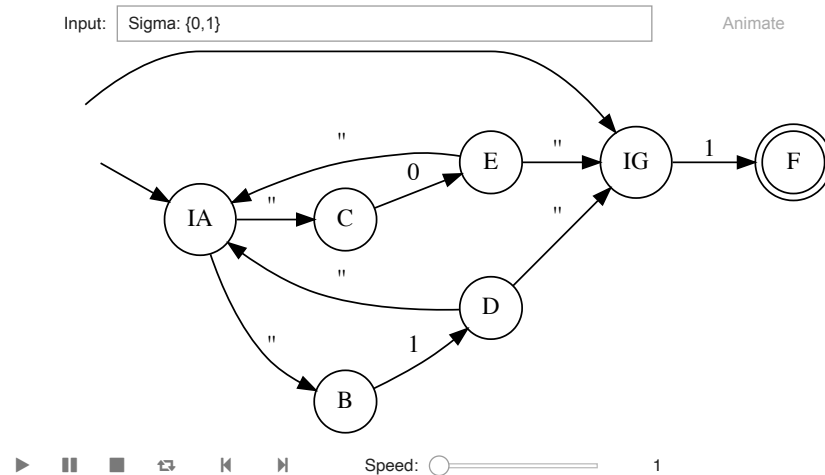 Input: Sigma: {0,1} Animate
" E " IG 1 F
0
IA " C
"
" D
"
1
B
Speed: 1